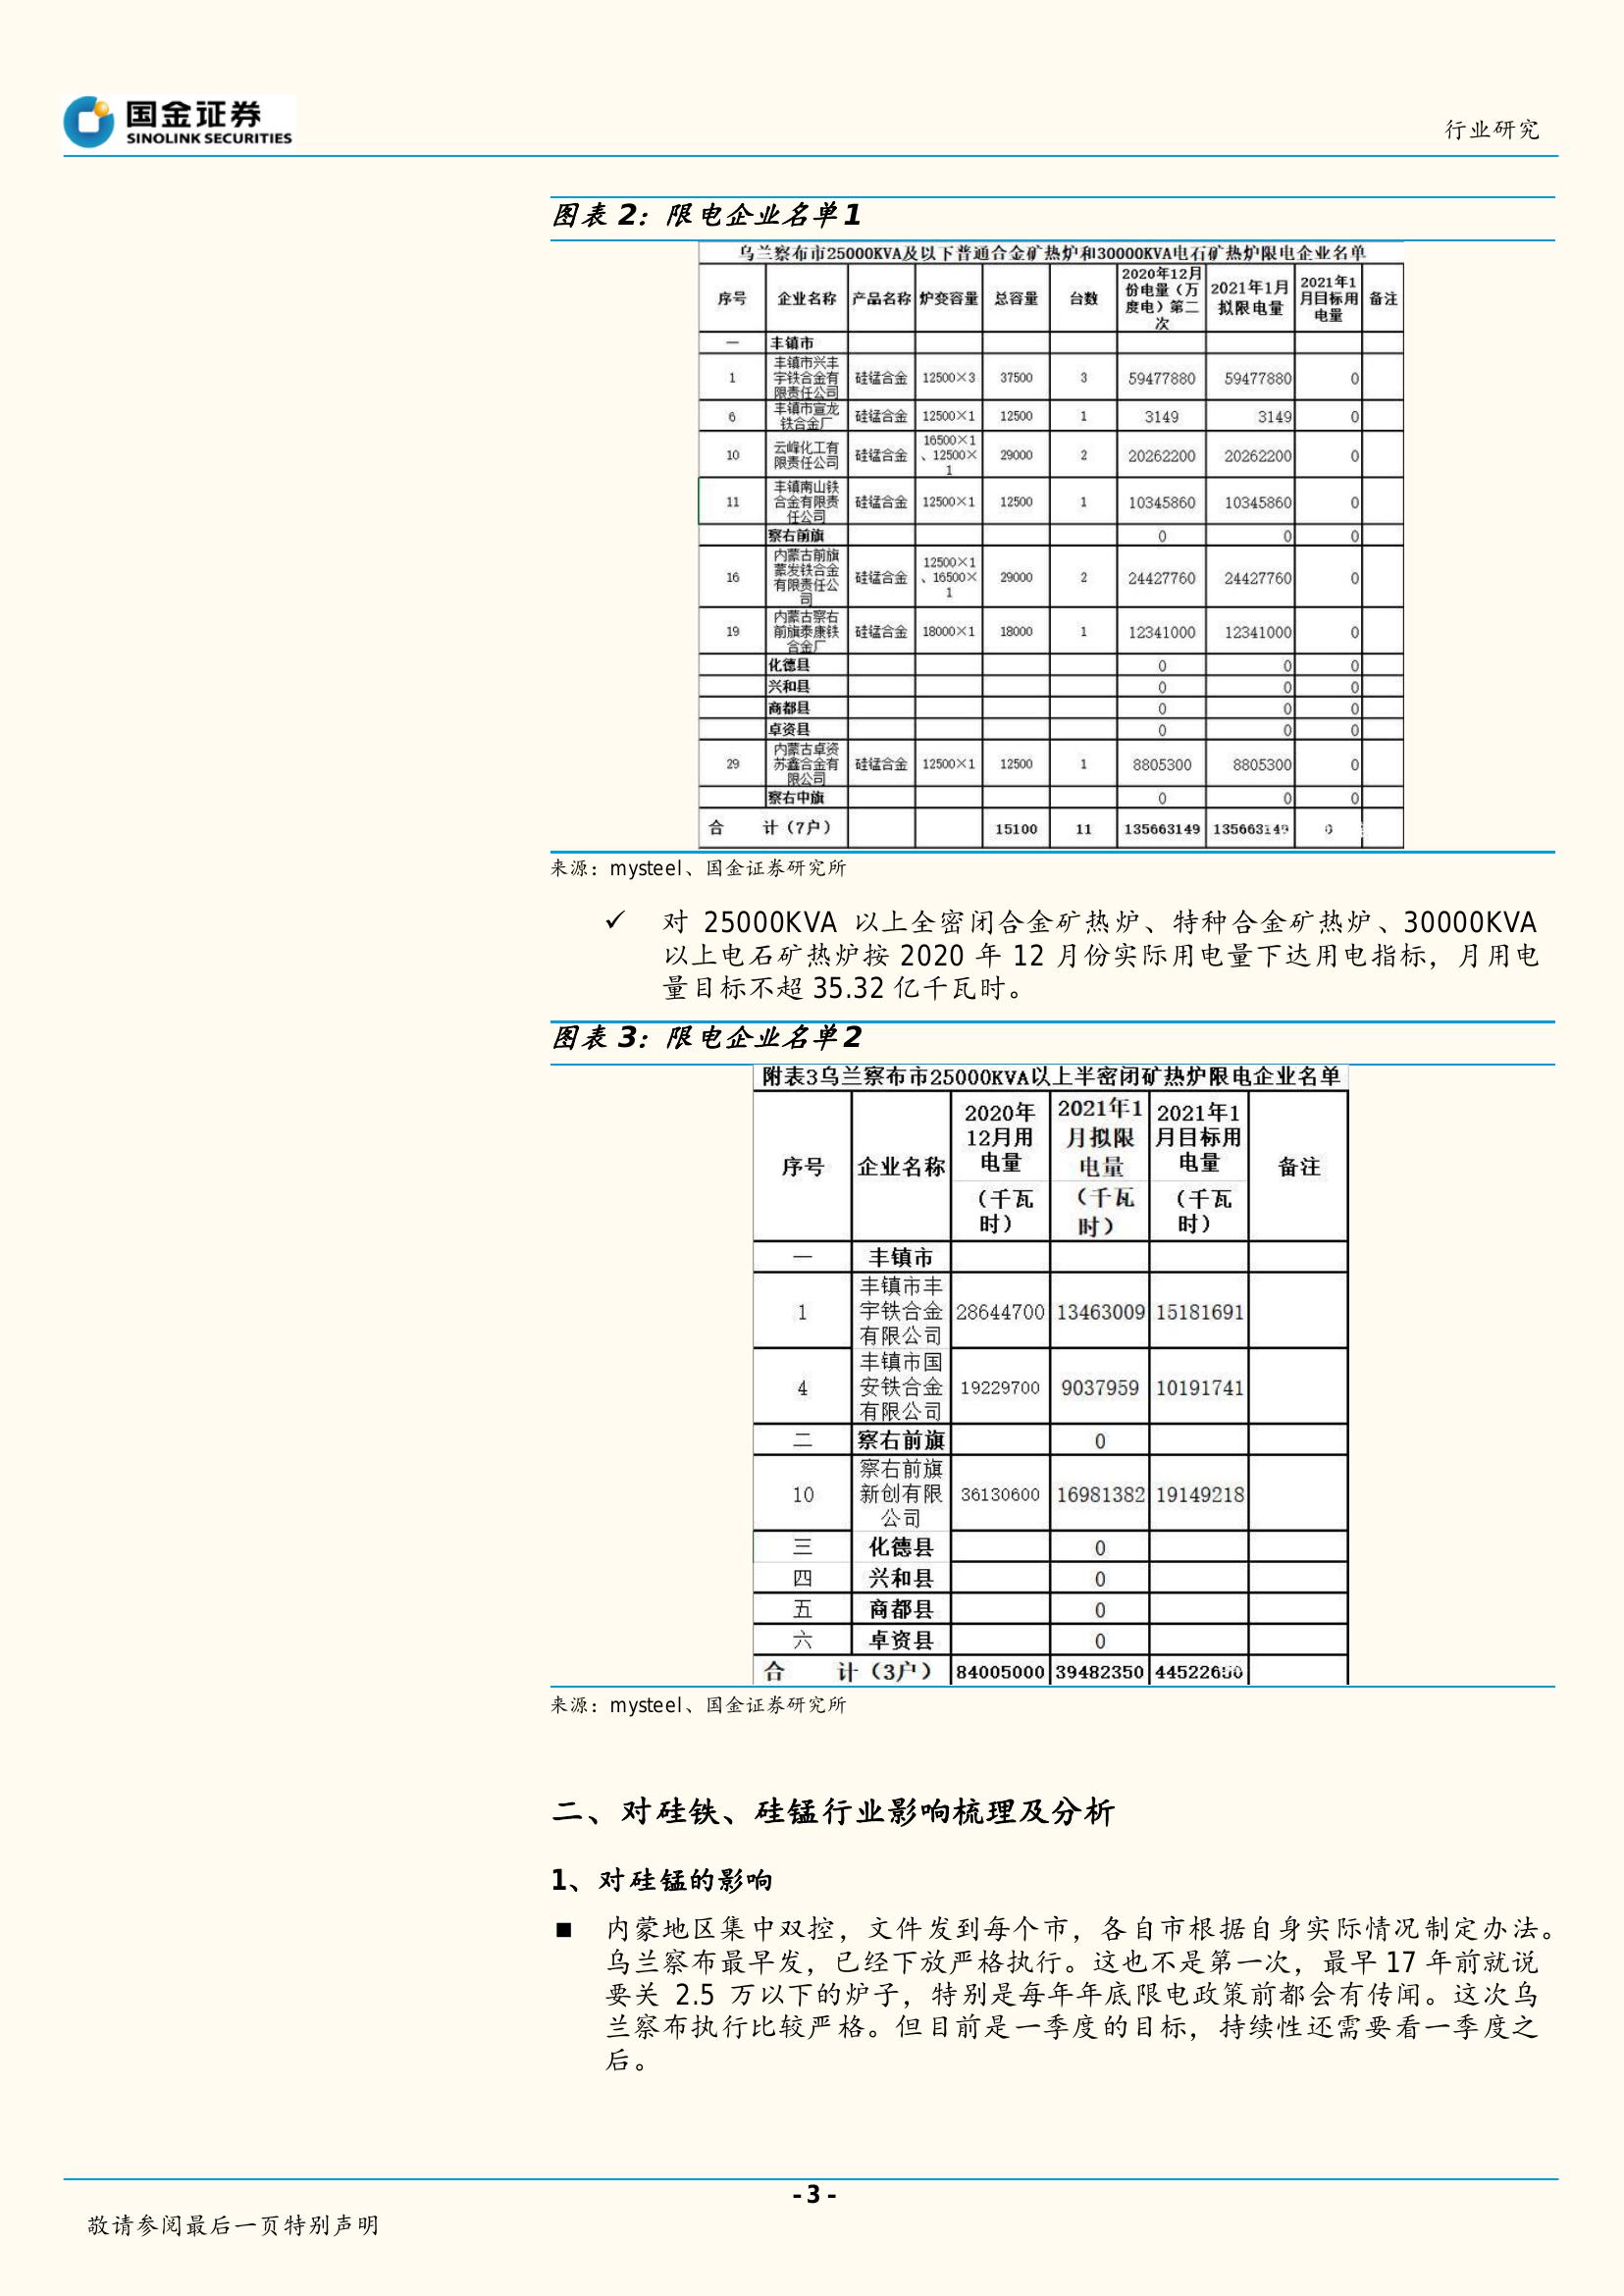 国金证券
SINOLINK SECURITIES
行业研究
图表 2：限电企业名单1
乌兰察布市25000KVA及以下普通合金矿热炉和30000KVA电石矿热炉限电企业名单
序号 企业名称 产品名称 炉变容量 总容量 台数 2020年12月份电量（万度电）第二次 2021年1月拟限电量 2021年1月目标用电量 备注
一 丰镇市
1 丰镇市兴丰宇铁合金有限责任公司 硅锰合金 12500×3 37500 3 59477880 59477880 0
6 丰镇市宣龙铁合金厂 硅锰合金 12500×1 12500 1 3149 3149 0
10 云峰化工有限责任公司 硅锰合金 16500×1、12500×1 29000 2 20262200 20262200 0
11 丰镇南山铁合金有限责任公司 硅锰合金 12500×1 12500 1 10345860 10345860 0
察右前旗 0 0 0
16 内蒙古前旗蒙发铁合金有限责任公司 硅锰合金 12500×1、16500×1 29000 2 24427760 24427760 0
19 内蒙古察右前旗泰康铁合金厂 硅锰合金 18000×1 18000 1 12341000 12341000 0
化德县 0 0 0
兴和县 0 0 0
商都县 0 0 0
卓资县 0 0 0
29 内蒙古卓资苏鑫合金有限公司 硅锰合金 12500×1 12500 1 8805300 8805300 0
察右中旗 0 0 0
合 计（7户） 15100 11 135663149 135663149 0
来源：mysteel、国金证券研究所
✓ 对 25000KVA 以上全密闭合金矿热炉、特种合金矿热炉、30000KVA
以上电石矿热炉按 2020 年 12 月份实际用电量下达用电指标，月用电
量目标不超 35.32 亿千瓦时。
图表 3：限电企业名单2
附表3乌兰察布市25000KVA以上半密闭矿热炉限电企业名单
序号 企业名称 2020年12月用电量（千瓦时） 2021年1月拟限电量（千瓦时） 2021年1月目标用电量（千瓦时） 备注
一 丰镇市
1 丰镇市丰宇铁合金有限公司 28644700 13463009 15181691
4 丰镇市国安铁合金有限公司 19229700 9037959 10191741
二 察右前旗 0
10 察右前旗新创有限公司 36130600 16981382 19149218
三 化德县 0
四 兴和县 0
五 商都县 0
六 卓资县 0
合 计（3户） 84005000 39482350 44522650
来源：mysteel、国金证券研究所
二、对硅铁、硅锰行业影响梳理及分析
1、对硅锰的影响
■ 内蒙地区集中双控，文件发到每个市，各自市根据自身实际情况制定办法。
乌兰察布最早发，已经下放严格执行。这也不是第一次，最早 17 年前就说
要关 2.5 万以下的炉子，特别是每年年底限电政策前都会有传闻。这次乌
兰察布执行比较严格。但目前是一季度的目标，持续性还需要看一季度之
后。
- 3 -
敬请参阅最后一页特别声明